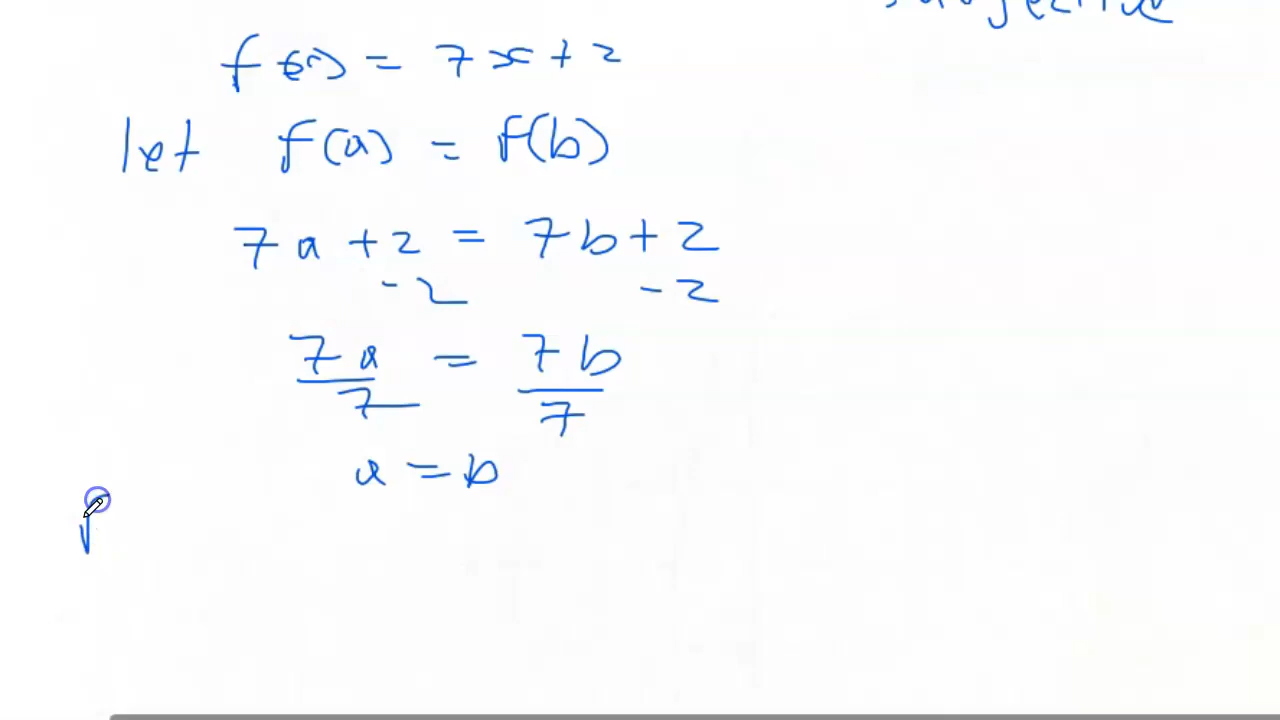 f(x) = 7x + 2
let f(a) = f(b)
7a + 2 = 7b + 2
- 2 - 2
7a = 7b
7 7
a = b